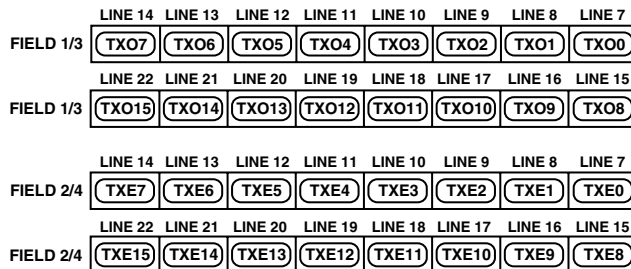 LINE 14 LINE 13 LINE 12 LINE 11 LINE 10 LINE 9 LINE 8 LINE 7
FIELD 1/3 TXO7 TXO6 TXO5 TXO4 TXO3 TXO2 TXO1 TXO0
LINE 22 LINE 21 LINE 20 LINE 19 LINE 18 LINE 17 LINE 16 LINE 15
FIELD 1/3 TXO15 TXO14 TXO13 TXO12 TXO11 TXO10 TXO9 TXO8
LINE 14 LINE 13 LINE 12 LINE 11 LINE 10 LINE 9 LINE 8 LINE 7
FIELD 2/4 TXE7 TXE6 TXE5 TXE4 TXE3 TXE2 TXE1 TXE0
LINE 22 LINE 21 LINE 20 LINE 19 LINE 18 LINE 17 LINE 16 LINE 15
FIELD 2/4 TXE15 TXE14 TXE13 TXE12 TXE11 TXE10 TXE9 TXE8